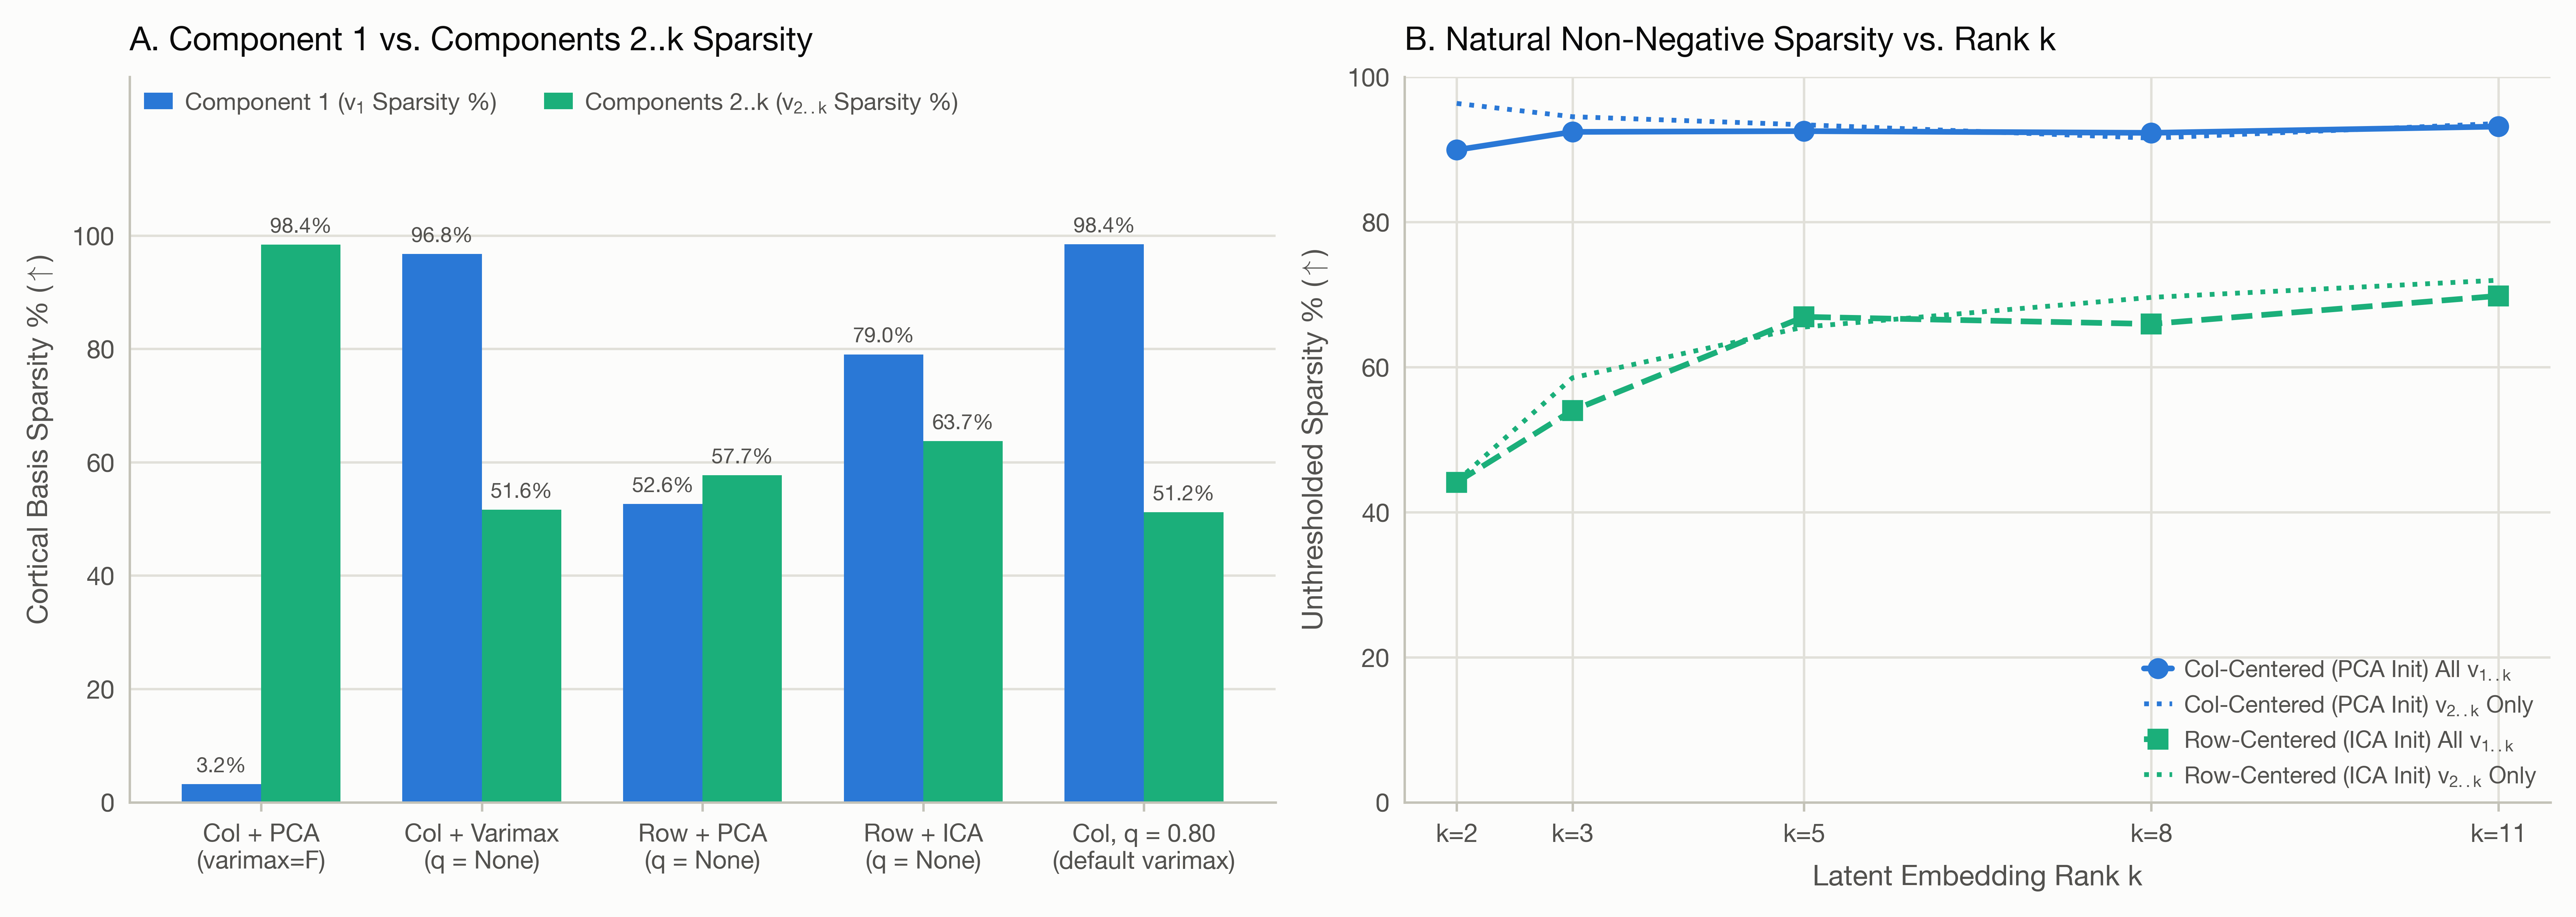 A. Component 1 vs. Components 2..k Sparsity
Component 1 (v₁ Sparsity %)
Components 2..k (v₂..ₖ Sparsity %)
Cortical Basis Sparsity % (↑)
100
80
60
40
20
0
3.2%
98.4%
96.8%
51.6%
52.6%
57.7%
79.0%
63.7%
98.4%
51.2%
Col + PCA
(varimax=F)
Col + Varimax
(q = None)
Row + PCA
(q = None)
Row + ICA
(q = None)
Col, q = 0.80
(default varimax)
B. Natural Non-Negative Sparsity vs. Rank k
Unthresholded Sparsity % (↑)
100
80
60
40
20
0
Col-Centered (PCA Init) All v₁..ₖ
Col-Centered (PCA Init) v₂..ₖ Only
Row-Centered (ICA Init) All v₁..ₖ
Row-Centered (ICA Init) v₂..ₖ Only
k=2
k=3
k=5
k=8
k=11
Latent Embedding Rank k